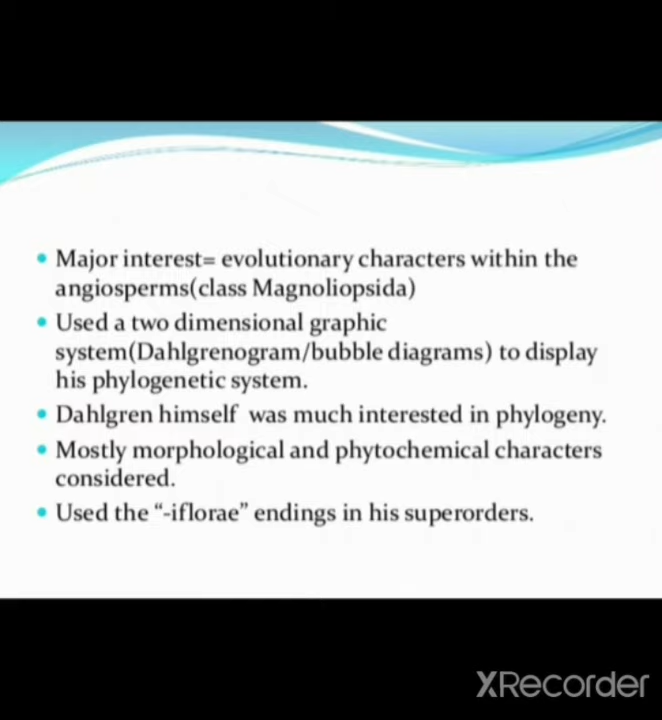 Major interest= evolutionary characters within the
angiosperms(class Magnoliopsida)
Used a two dimensional graphic
system(Dahlgrenogram/bubble diagrams) to display
his phylogenetic system.
Dahlgren himself was much interested in phylogeny.
Mostly morphological and phytochemical characters
considered.
Used the “-iflorae” endings in his superorders.
XRecorder